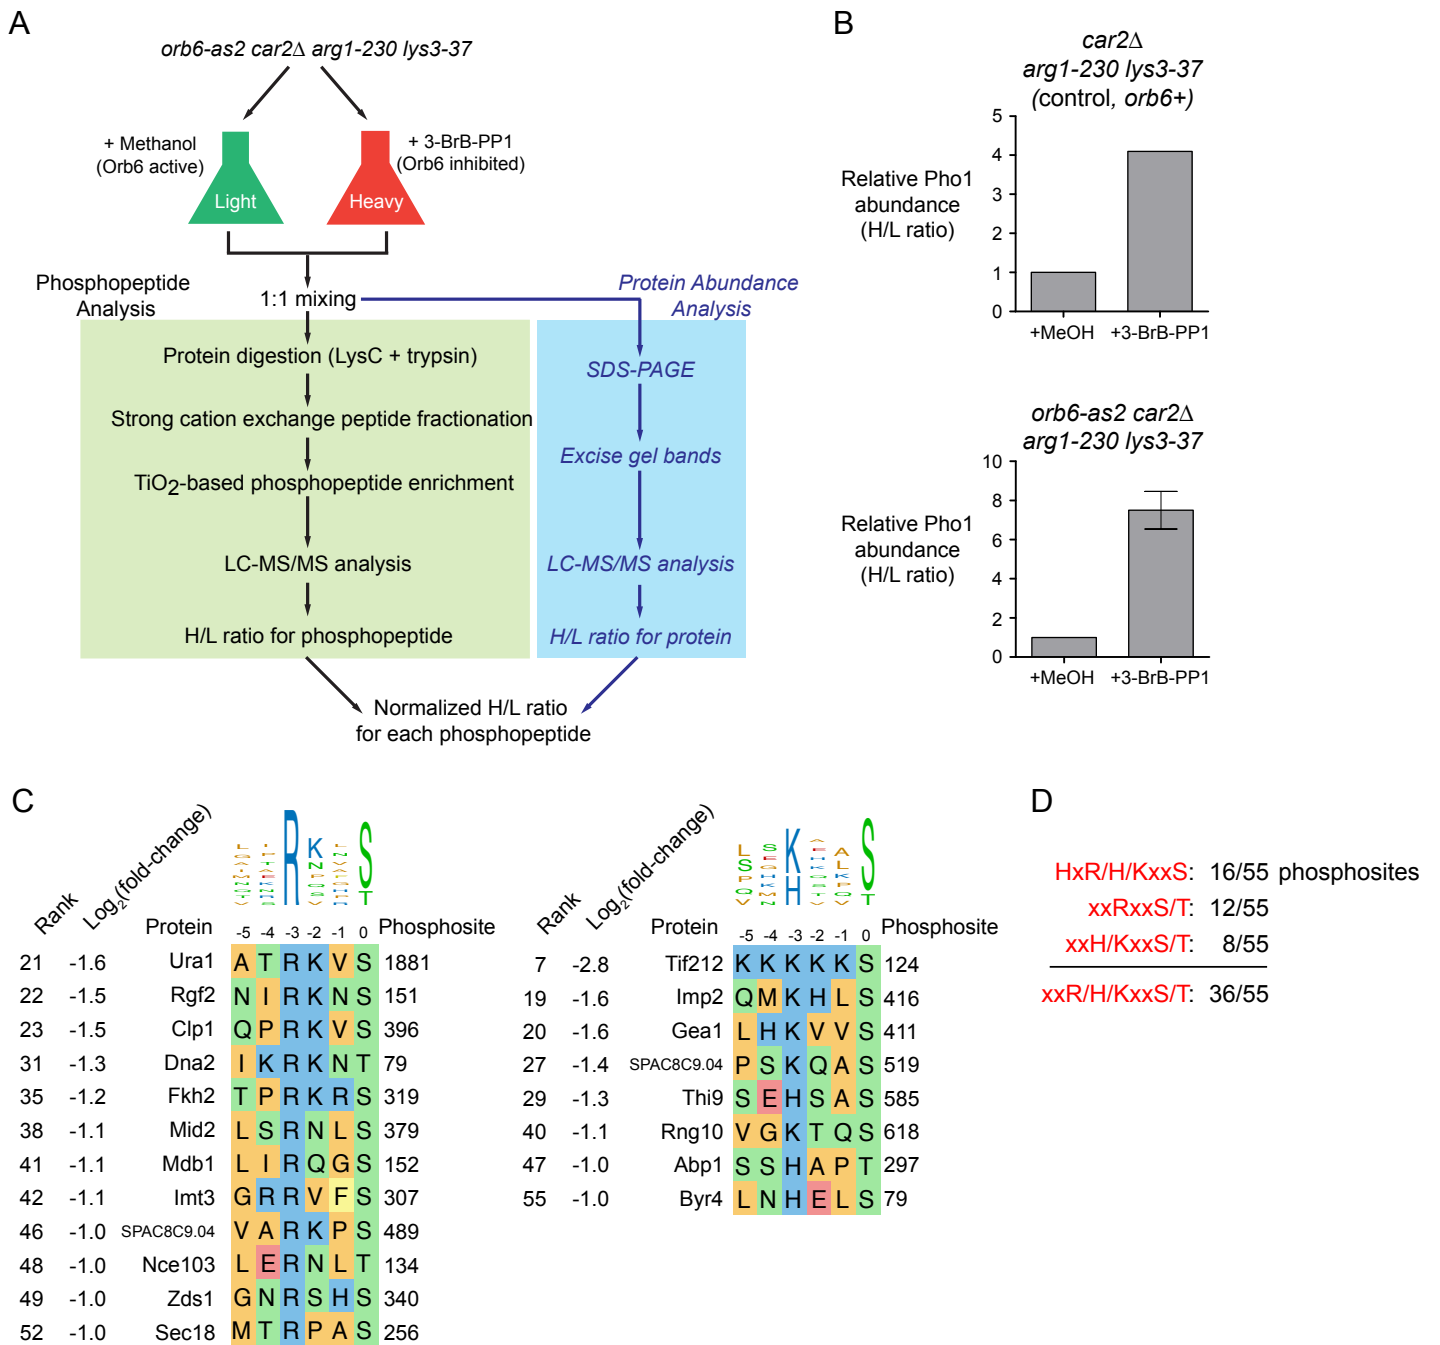 A
orb6-as2 car2Δ arg1-230 lys3-37
+ Methanol
(Orb6 active)
+ 3-BrB-PP1
(Orb6 inhibited)
Light
Heavy
Phosphopeptide
Analysis
1:1 mixing
Protein Abundance
Analysis
Protein digestion (LysC + trypsin)
Strong cation exchange peptide fractionation
TiO2-based phosphopeptide enrichment
LC-MS/MS analysis
H/L ratio for phosphopeptide
SDS-PAGE
Excise gel bands
LC-MS/MS analysis
H/L ratio for protein
Normalized H/L ratio
for each phosphopeptide
B
car2Δ
arg1-230 lys3-37
(control, orb6+)
Relative Pho1
abundance
(H/L ratio)
5
4
3
2
1
0
+MeOH +3-BrB-PP1
orb6-as2 car2Δ
arg1-230 lys3-37
Relative Pho1
abundance
(H/L ratio)
10
8
6
4
2
0
+MeOH +3-BrB-PP1
C
Rank Log2(fold-change) Protein -5 -4 -3 -2 -1 0 Phosphosite
21 -1.6 Ura1 A T R K V S 1881
22 -1.5 Rgf2 N I R K N S 151
23 -1.5 Clp1 Q P R K V S 396
31 -1.3 Dna2 I K R K N T 79
35 -1.2 Fkh2 T P R K R S 319
38 -1.1 Mid2 L S R N L S 379
41 -1.1 Mdb1 L I R Q G S 152
42 -1.1 Imt3 G R R V F S 307
46 -1.0 SPAC8C9.04 V A R K P S 489
48 -1.0 Nce103 L E R N L T 134
49 -1.0 Zds1 G N R S H S 340
52 -1.0 Sec18 M T R P A S 256
Rank Log2(fold-change) Protein -5 -4 -3 -2 -1 0 Phosphosite
7 -2.8 Tif212 K K K K K S 124
19 -1.6 Imp2 Q M K H L S 416
20 -1.6 Gea1 L H K V V S 411
27 -1.4 SPAC8C9.04 P S K Q A S 519
29 -1.3 Thi9 S E H S A S 585
40 -1.1 Rng10 V G K T Q S 618
47 -1.0 Abp1 S S H A P T 297
55 -1.0 Byr4 L N H E L S 79
D
HxR/H/KxxS: 16/55 phosphosites
xxRxxS/T: 12/55
xxH/KxxS/T: 8/55
xxR/H/KxxS/T: 36/55